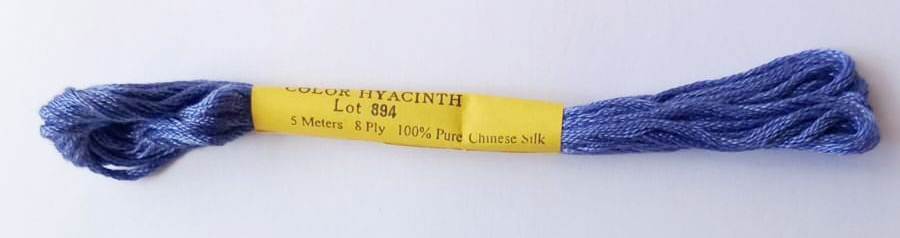 COLOR HYACINTH
Lot 894
5 Meters 8 Ply 100% Pure Chinese Silk